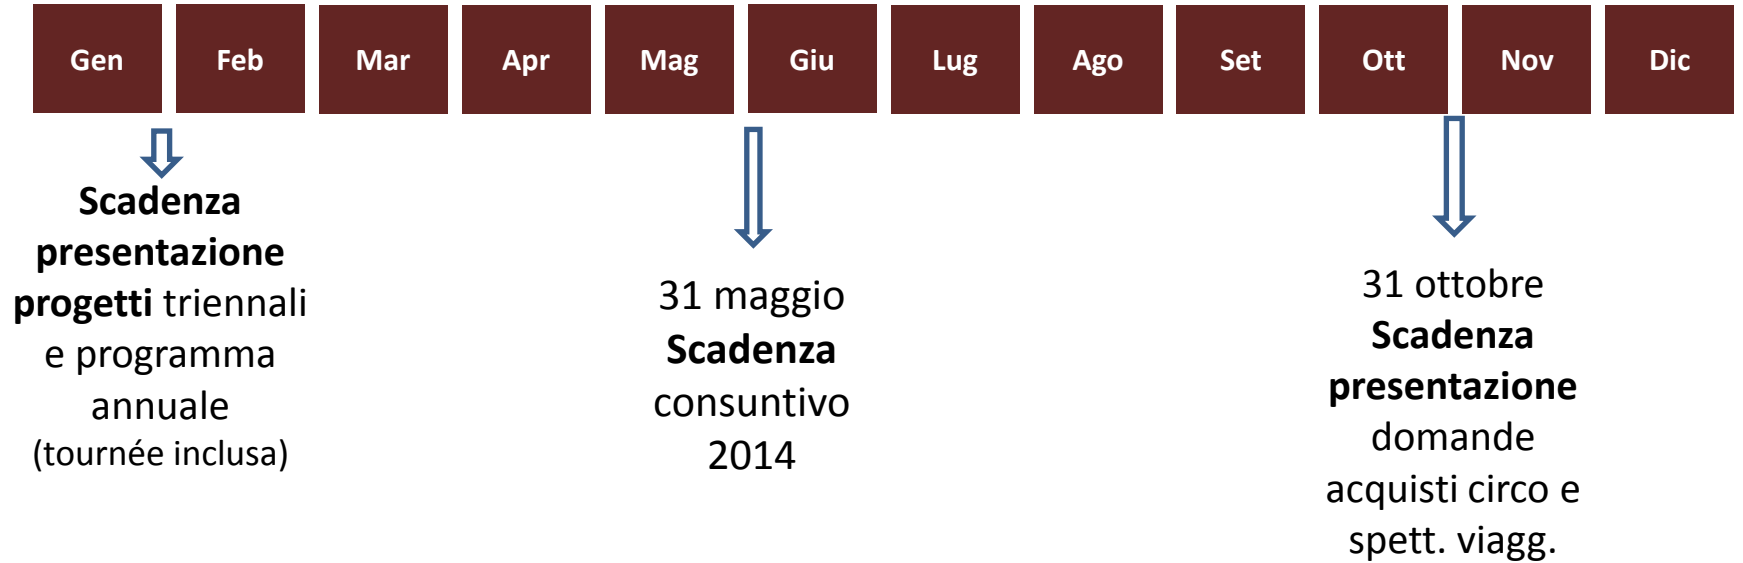 Gen Feb Mar Apr Mag Giu Lug Ago Set Ott Nov Dic
Scadenza
presentazione
progetti triennali
e programma
annuale
(tournée inclusa)
31 maggio
Scadenza
consuntivo
2014
31 ottobre
Scadenza
presentazione
domande
acquisti circo e
spett. viagg.